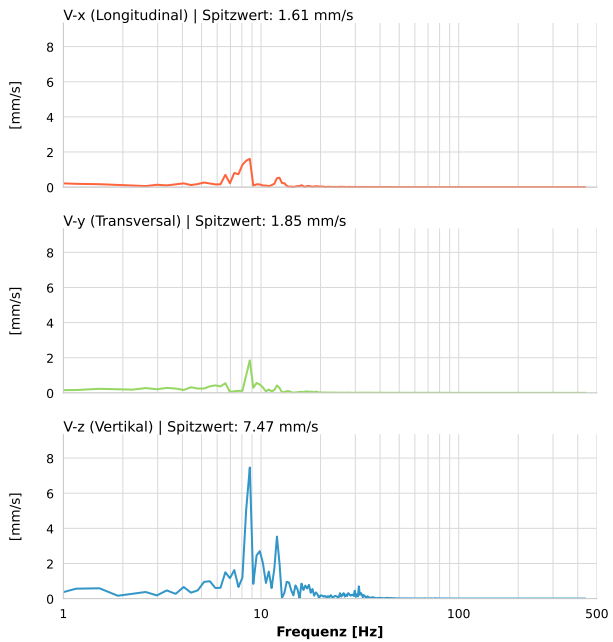 V-x (Longitudinal) | Spitzwert: 1.61 mm/s
8
6
4
2
0
[mm/s]
V-y (Transversal) | Spitzwert: 1.85 mm/s
8
6
4
2
0
[mm/s]
V-z (Vertikal) | Spitzwert: 7.47 mm/s
8
6
4
2
0
[mm/s]
1 10 100 500
Frequenz [Hz]